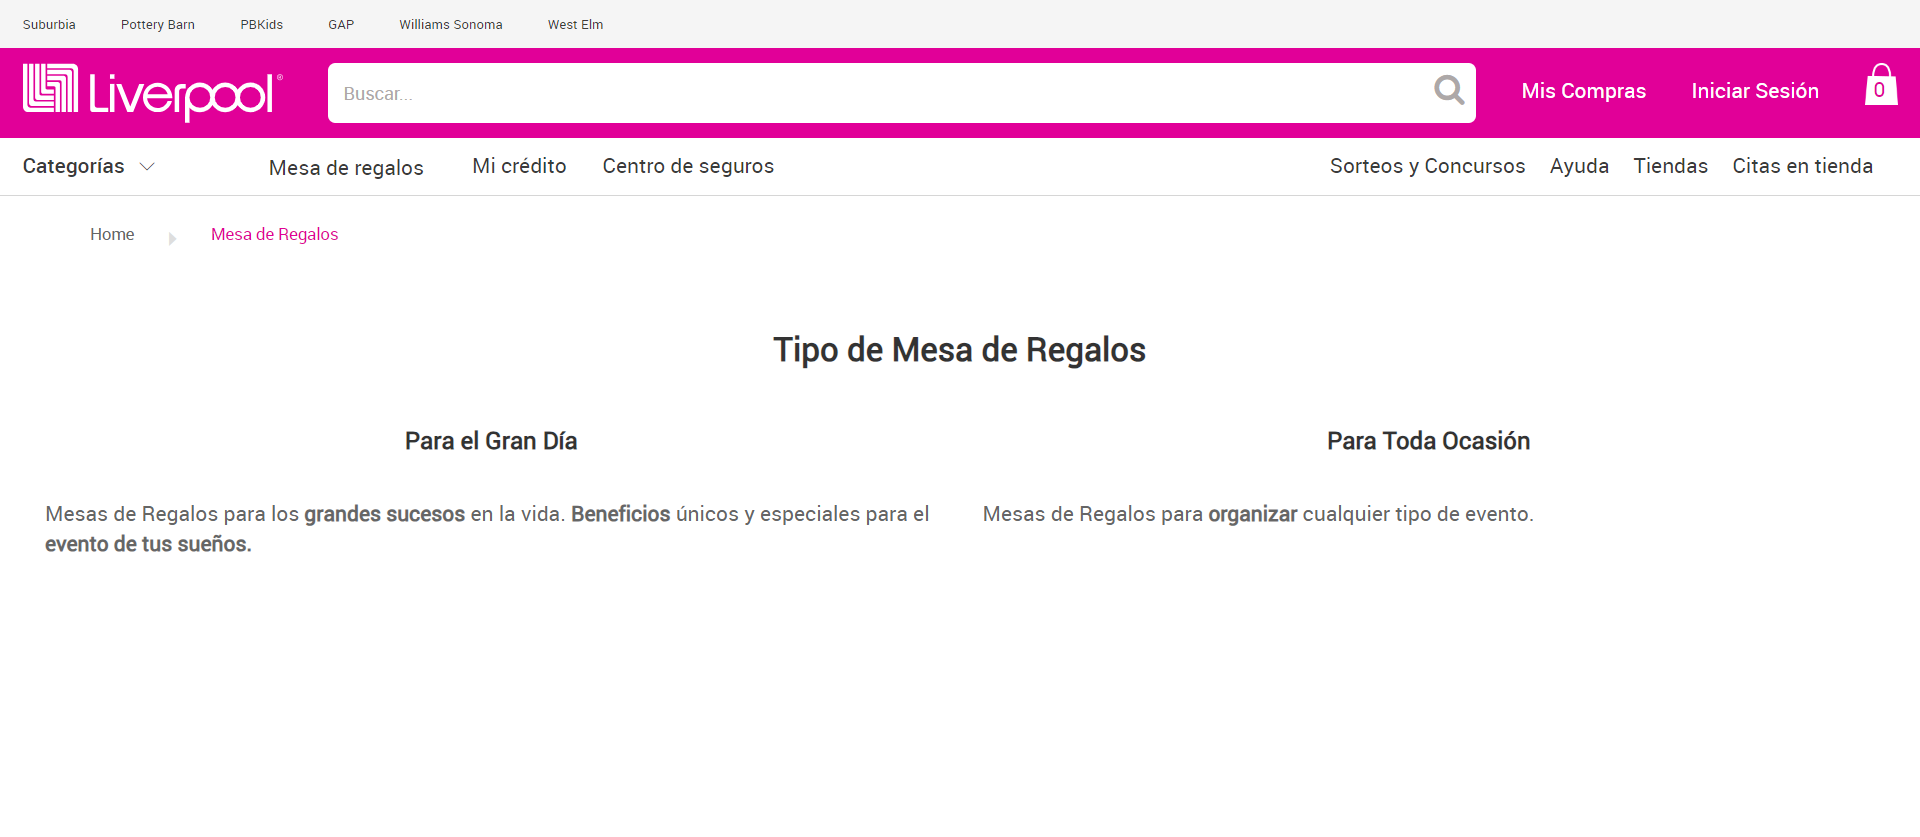 Suburbia Pottery Barn PBKids GAP Williams Sonoma West Elm
Liverpool® Buscar... Mis Compras Iniciar Sesión 0
Categorías Mesa de regalos Mi crédito Centro de seguros Sorteos y Concursos Ayuda Tiendas Citas en tienda
Home Mesa de Regalos
Tipo de Mesa de Regalos
Para el Gran Día
Mesas de Regalos para los grandes sucesos en la vida. Beneficios únicos y especiales para el
evento de tus sueños.
Para Toda Ocasión
Mesas de Regalos para organizar cualquier tipo de evento.